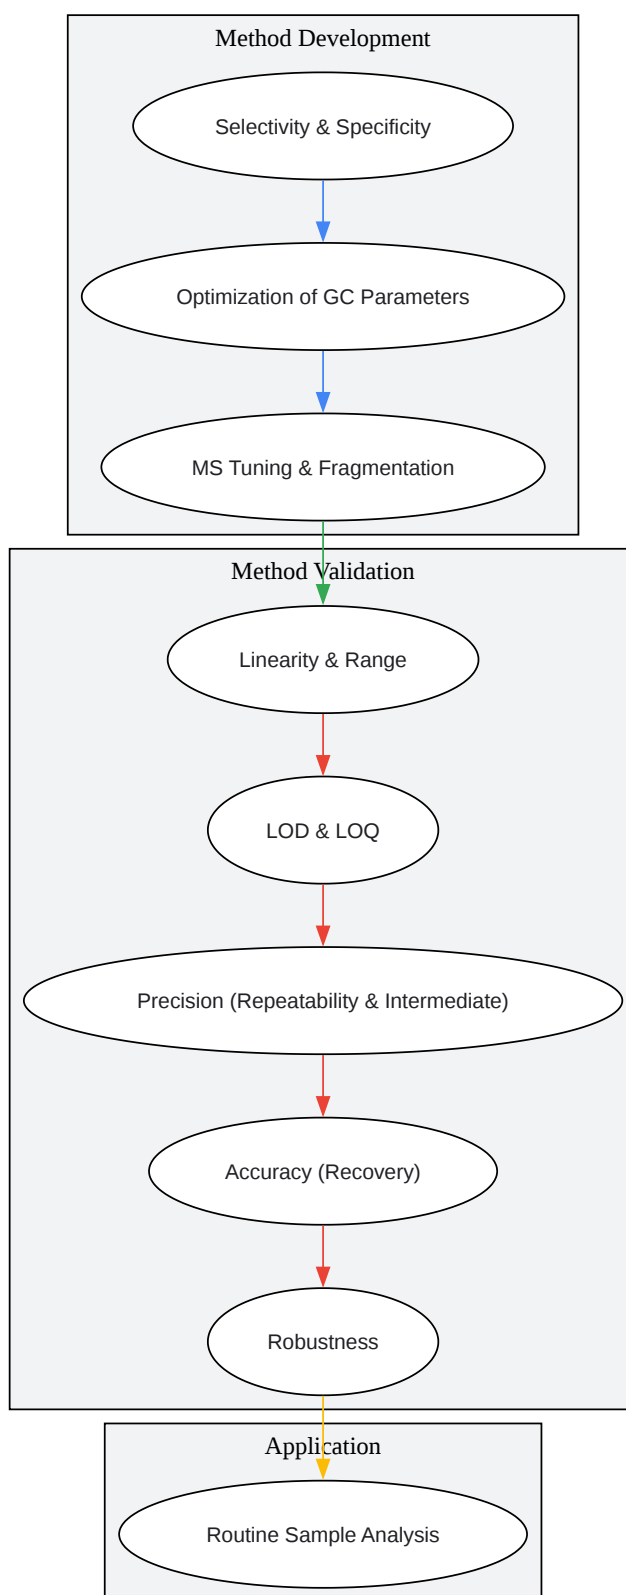 Method Development
Selectivity & Specificity
Optimization of GC Parameters
MS Tuning & Fragmentation
Method Validation
Linearity & Range
LOD & LOQ
Precision (Repeatability & Intermediate)
Accuracy (Recovery)
Robustness
Application
Routine Sample Analysis